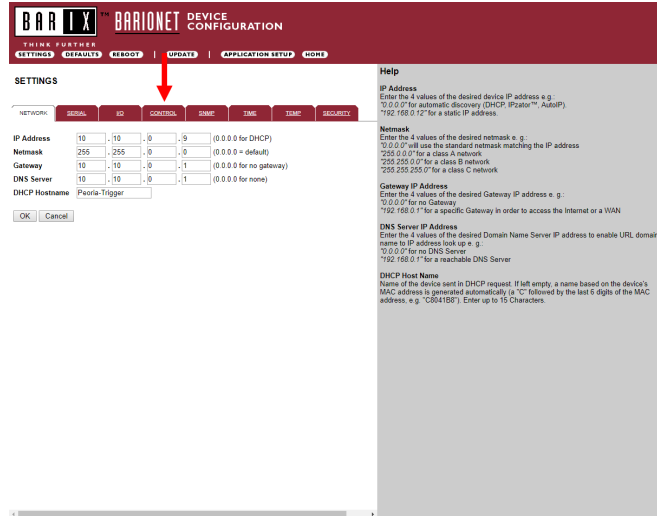 BARIX™ BARIONET DEVICE
CONFIGURATION
THINK FURTHER
SETTINGS DEFAULTS REBOOT | UPDATE | APPLICATION SETUP HOME
SETTINGS
NETWORK SERIAL I/O CONTROL SNMP TIME TEMP SECURITY
IP Address 10 . 10 . 0 . 9 (0.0.0.0 for DHCP)
Netmask 255 . 255 . 0 . 0 (0.0.0.0 = default)
Gateway 10 . 10 . 0 . 1 (0.0.0.0 for no gateway)
DNS Server 10 . 10 . 0 . 1 (0.0.0.0 for none)
DHCP Hostname Peoria-Trigger
OK Cancel
Help
IP Address
Enter the 4 values of the desired device IP address e.g.:
"0.0.0.0" for automatic discovery (DHCP, IPzator™, AutoIP).
"192.168.0.12" for a static IP address.
Netmask
Enter the 4 values of the desired netmask e. g.:
"0.0.0.0" will use the standard netmask matching the IP address
"255.0.0.0" for a class A network
"255.255.0.0" for a class B network
"255.255.255.0" for a class C network
Gateway IP Address
Enter the 4 values of the desired Gateway IP address e. g.:
"0.0.0.0" for no Gateway
"192.168.0.1" for a specific Gateway in order to access the Internet or a WAN
DNS Server IP Address
Enter the 4 values of the desired Domain Name Server IP address to enable URL domain
name to IP address look up e. g.:
"0.0.0.0" for no DNS Server
"192.168.0.1" for a reachable DNS Server
DHCP Host Name
Name of the device sent in DHCP request. If left empty, a name based on the device's
MAC address is generated automatically (a "C" followed by the last 6 digits of the MAC
address, e.g. "C8041B8"). Enter up to 15 Characters.